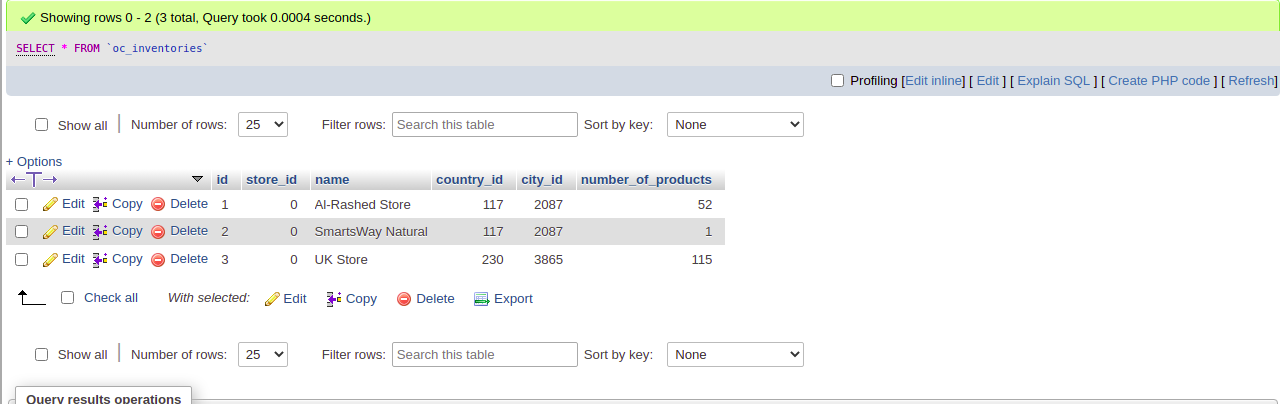 Showing rows 0 - 2 (3 total, Query took 0.0004 seconds.)
SELECT * FROM `oc_inventories`
Profiling [Edit inline] [ Edit ] [ Explain SQL ] [ Create PHP code ] [ Refresh]
Show all Number of rows: 25 Filter rows: Search this table Sort by key: None
+ Options
id store_id name country_id city_id number_of_products
Edit Copy Delete 1 0 Al-Rashed Store 117 2087 52
Edit Copy Delete 2 0 SmartsWay Natural 117 2087 1
Edit Copy Delete 3 0 UK Store 230 3865 115
Check all With selected: Edit Copy Delete Export
Show all Number of rows: 25 Filter rows: Search this table Sort by key: None
Query results operations